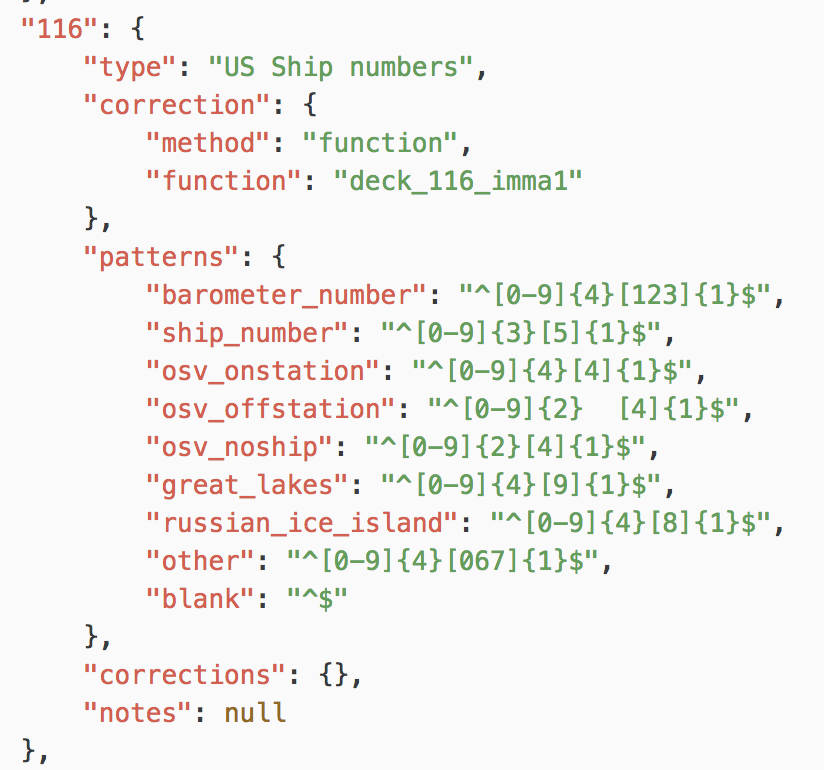 },
"116": {
    "type": "US Ship numbers",
    "correction": {
        "method": "function",
        "function": "deck_116_imma1"
    },
    "patterns": {
        "barometer_number": "^[0-9]{4}[123]{1}$",
        "ship_number": "^[0-9]{3}[5]{1}$",
        "osv_onstation": "^[0-9]{4}[4]{1}$",
        "osv_offstation": "^[0-9]{2}  [4]{1}$",
        "osv_noship": "^[0-9]{2}[4]{1}$",
        "great_lakes": "^[0-9]{4}[9]{1}$",
        "russian_ice_island": "^[0-9]{4}[8]{1}$",
        "other": "^[0-9]{4}[067]{1}$",
        "blank": "^$"
    },
    "corrections": {},
    "notes": null
},